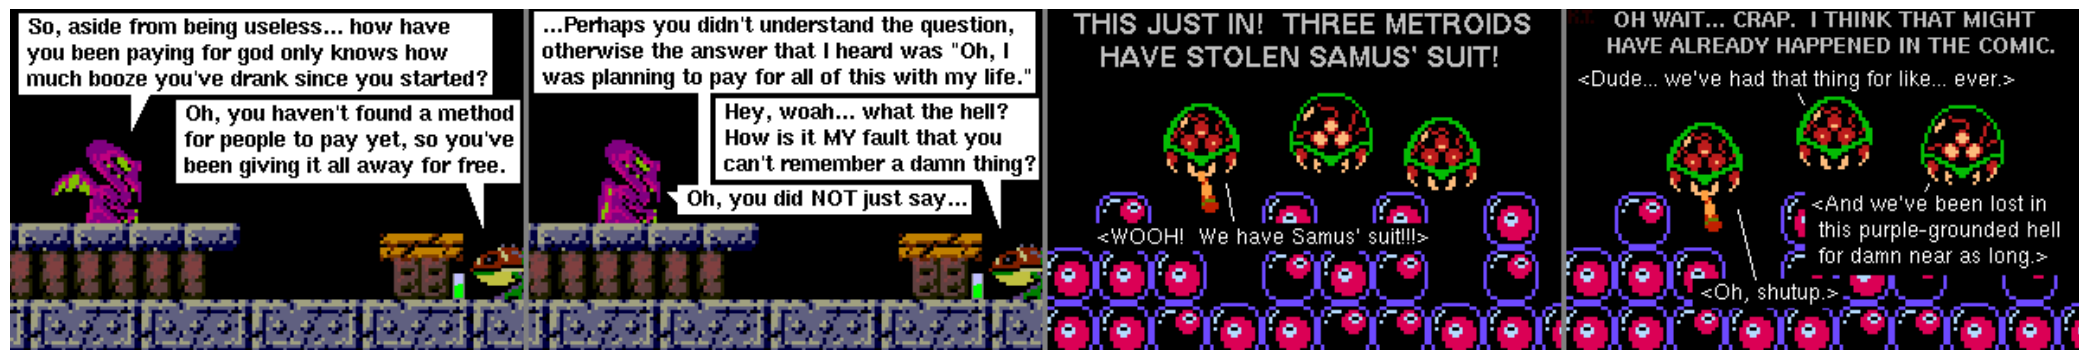 So, aside from being useless... how have
you been paying for god only knows how
much booze you've drank since you started?
Oh, you haven't found a method
for people to pay yet, so you've
been giving it all away for free.
...Perhaps you didn't understand the question,
otherwise the answer that I heard was "Oh, I
was planning to pay for all of this with my life."
Hey, woah... what the hell?
How is it MY fault that you
can't remember a damn thing?
Oh, you did NOT just say...
THIS JUST IN! THREE METROIDS
HAVE STOLEN SAMUS' SUIT!
<WOOH! We have Samus' suit!!!>
OH WAIT... CRAP. I THINK THAT MIGHT
HAVE ALREADY HAPPENED IN THE COMIC.
<Dude... we've had that thing for like... ever.>
<And we've been lost in
this purple-grounded hell
for damn near as long.>
<Oh, shutup.>